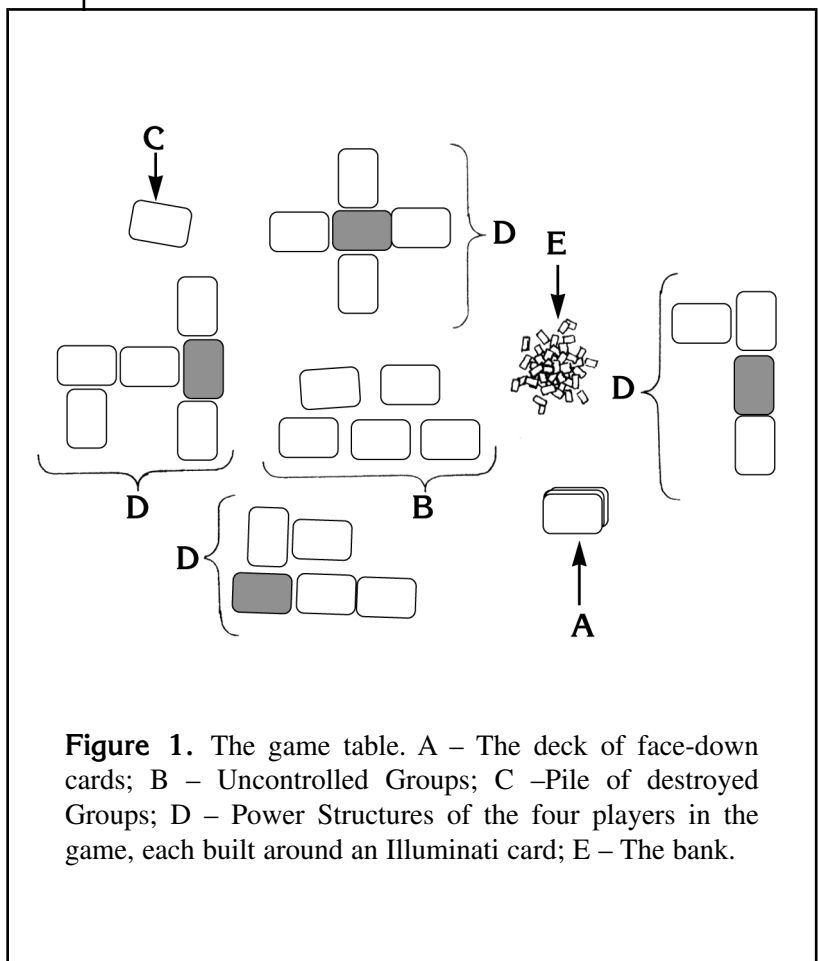 C
D
E
D
D
B
D
A
Figure 1. The game table. A – The deck of face-down
cards; B – Uncontrolled Groups; C –Pile of destroyed
Groups; D – Power Structures of the four players in the
game, each built around an Illuminati card; E – The bank.